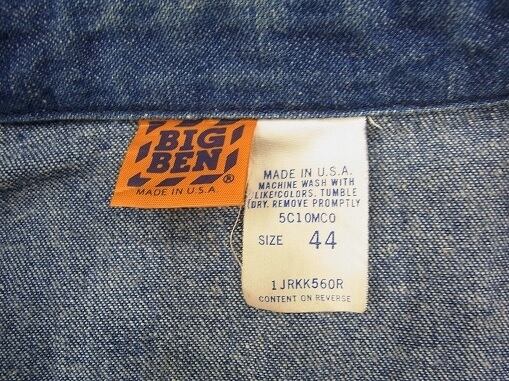 BIG
BEN®
MADE IN U.S.A.
MADE IN U.S.A.
MACHINE WASH WITH
LIKE COLORS. TUMBLE
DRY. REMOVE PROMPTLY
5C10MCO
SIZE 44
1JRKK560R
CONTENT ON REVERSE